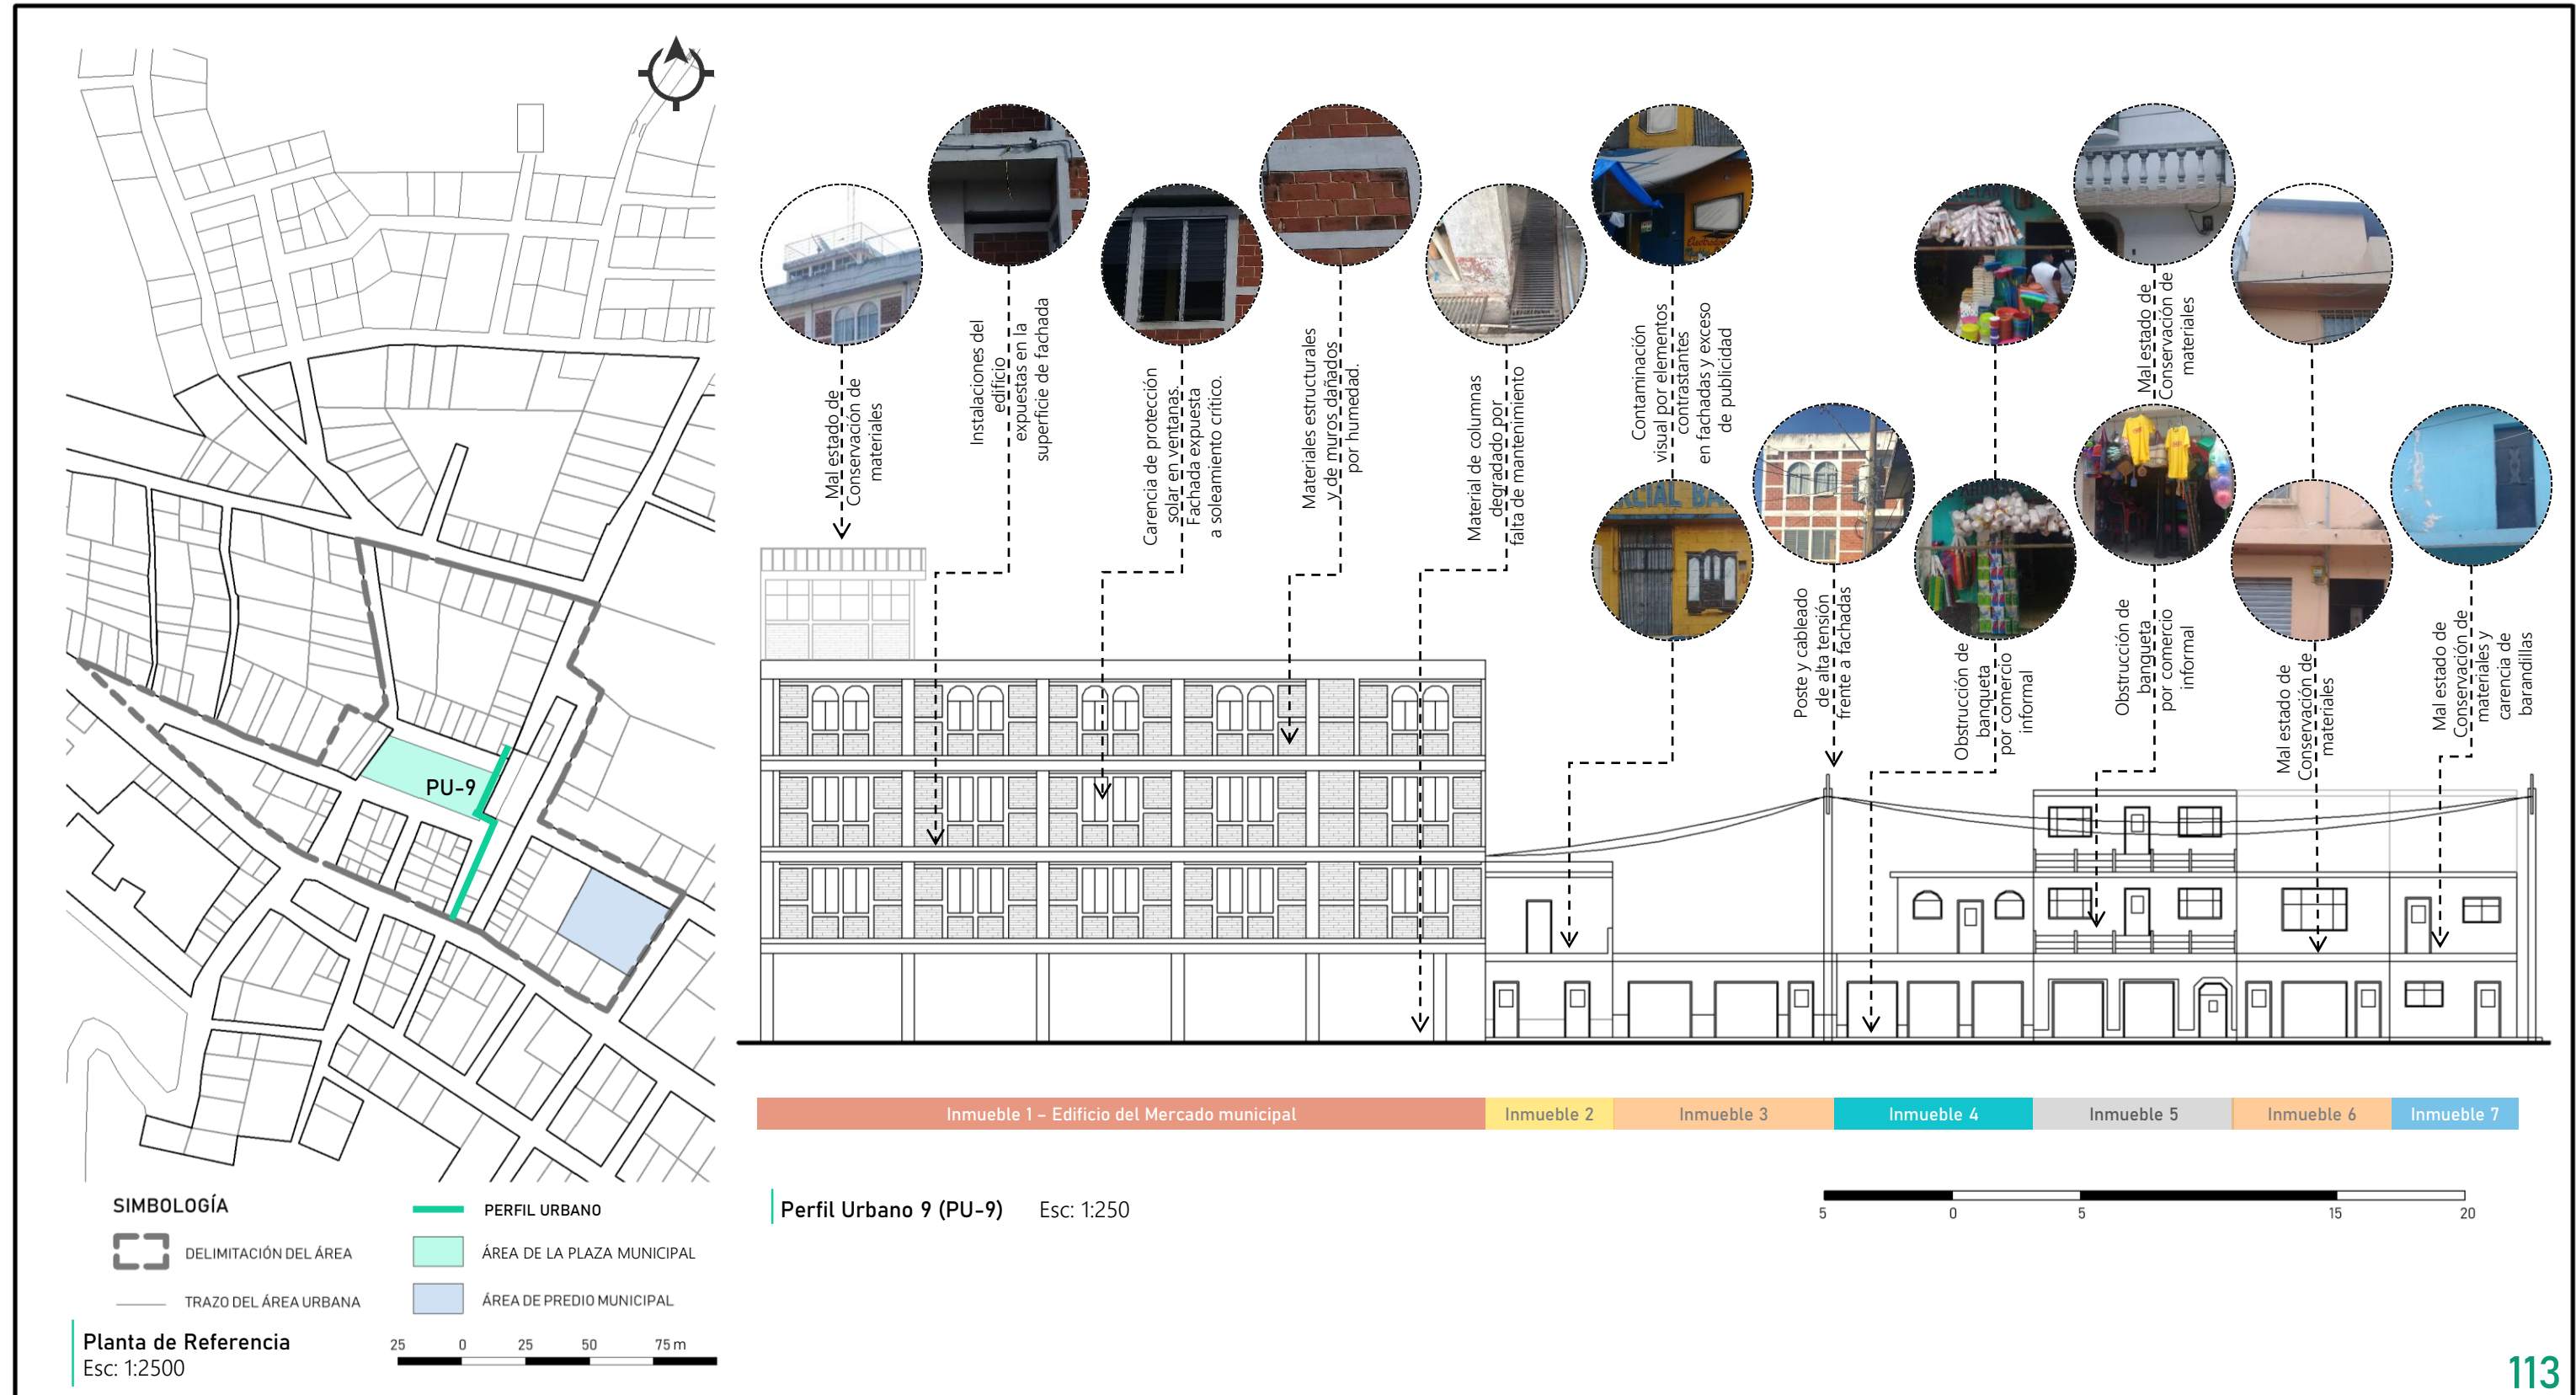 PU-9
SIMBOLOGÍA
DELIMITACIÓN DEL ÁREA
TRAZO DEL ÁREA URBANA
PERFIL URBANO
ÁREA DE LA PLAZA MUNICIPAL
ÁREA DE PREDIO MUNICIPAL
Planta de Referencia
Esc: 1:2500
25 0 25 50 75 m
Mal estado de
Conservación de
materiales
Instalaciones del
edificio
expuestas en la
superficie de fachada
Carencia de protección
solar en ventanas.
Fachada expuesta
a soleamiento crítico.
Materiales estructurales
y de muros dañados
por humedad.
Material de columnas
degradado por
falta de mantenimiento
Contaminación
visual por elementos
contrastantes
en fachadas y exceso
de publicidad
RCIAL BA
Poste y cableado
de alta tensión
frente a fachadas
Obstrucción de
banqueta
por comercio
informal
Mal estado de
Conservación de
materiales
Obstrucción de
banqueta
por comercio
informal
Mal estado de
Conservación de
materiales
Mal estado de
Conservación de
materiales y
carencia de
barandillas
Inmueble 1 – Edificio del Mercado municipal
Inmueble 2
Inmueble 3
Inmueble 4
Inmueble 5
Inmueble 6
Inmueble 7
Perfil Urbano 9 (PU-9) Esc: 1:250
5 0 5 15 20
113